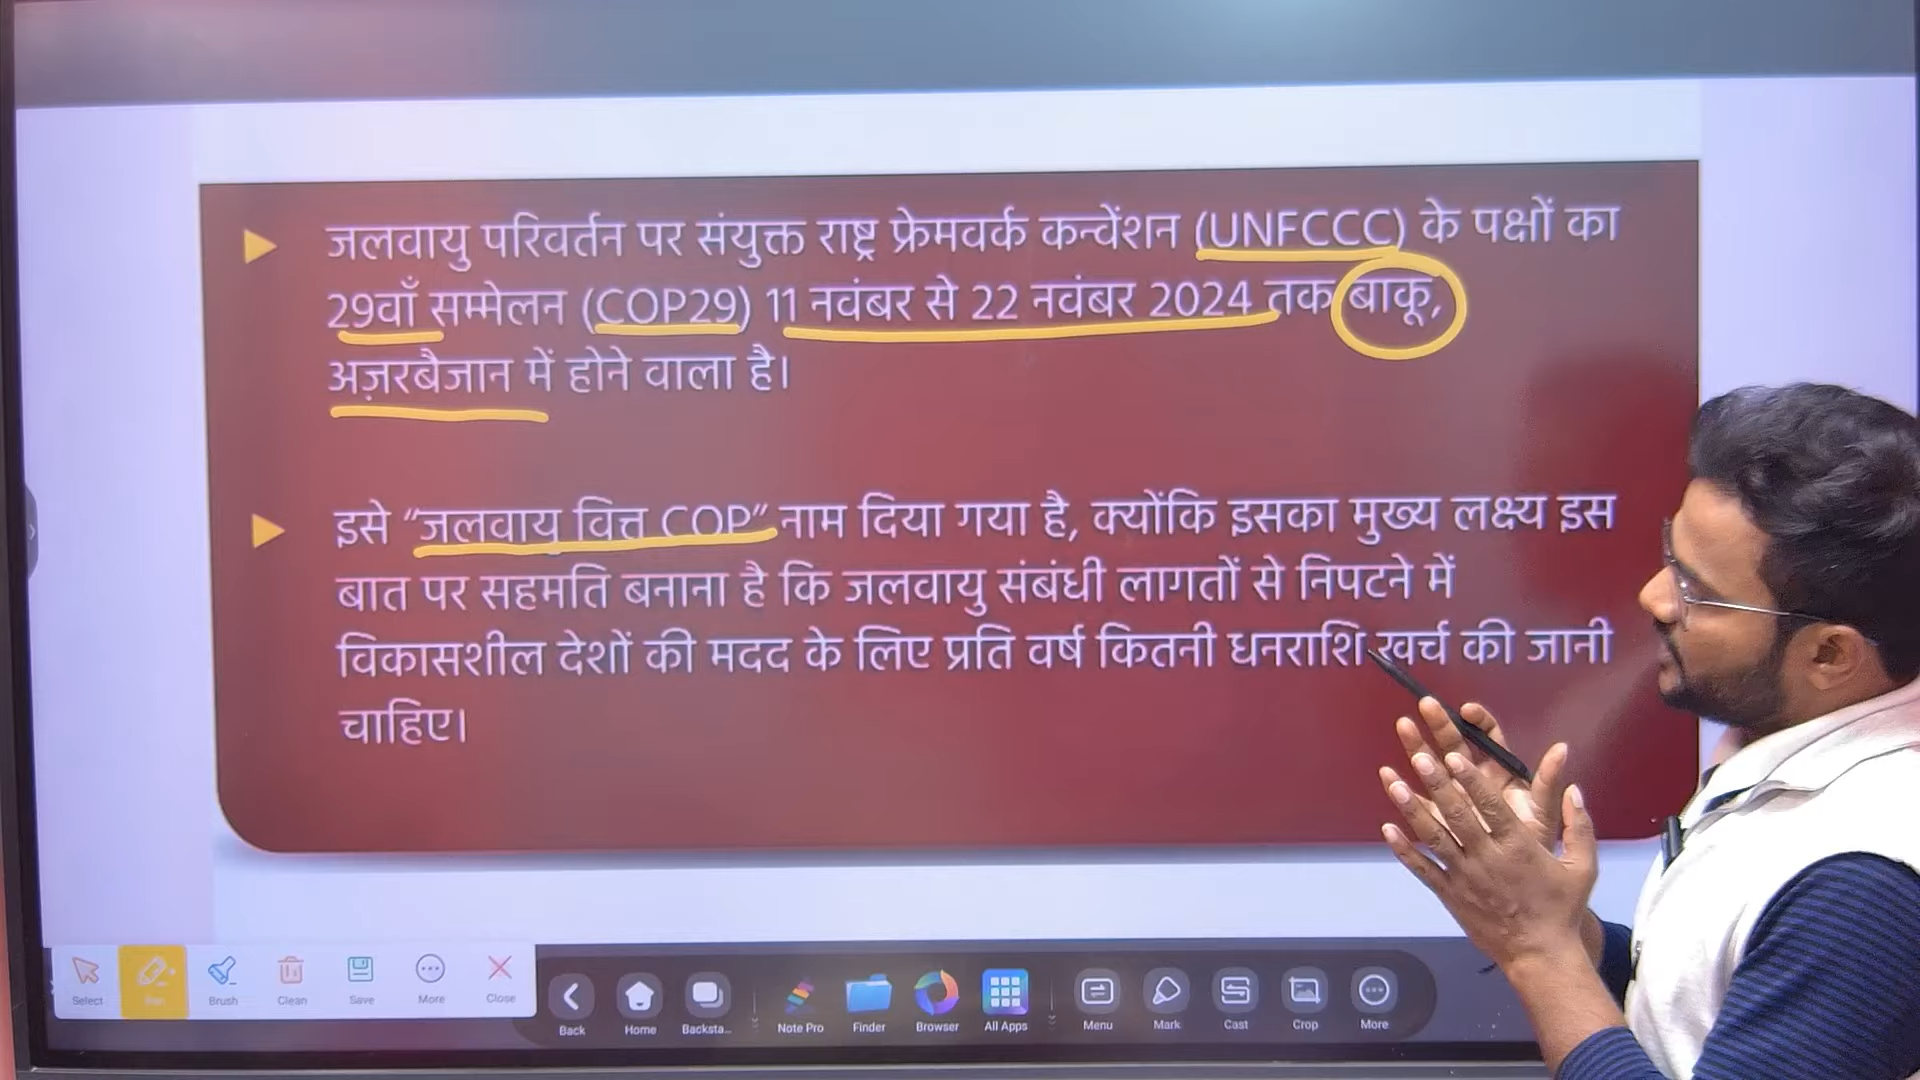 जलवायु परिवर्तन पर संयुक्त राष्ट्र फ्रेमवर्क कन्वेंशन (UNFCCC) के पक्षों का
29वाँ सम्मेलन (COP29) 11 नवंबर से 22 नवंबर 2024 तक बाकू,
अज़रबैजान में होने वाला है।
इसे “जलवायु वित्त COP” नाम दिया गया है, क्योंकि इसका मुख्य लक्ष्य इस
बात पर सहमति बनाना है कि जलवायु संबंधी लागतों से निपटने में
विकासशील देशों की मदद के लिए प्रति वर्ष कितनी धनराशि खर्च की जानी
चाहिए।
Select Pen Brush Clean Save More Close
Back Home Backsta... Note Pro Finder Browser All Apps Menu Mark Cast Crop More